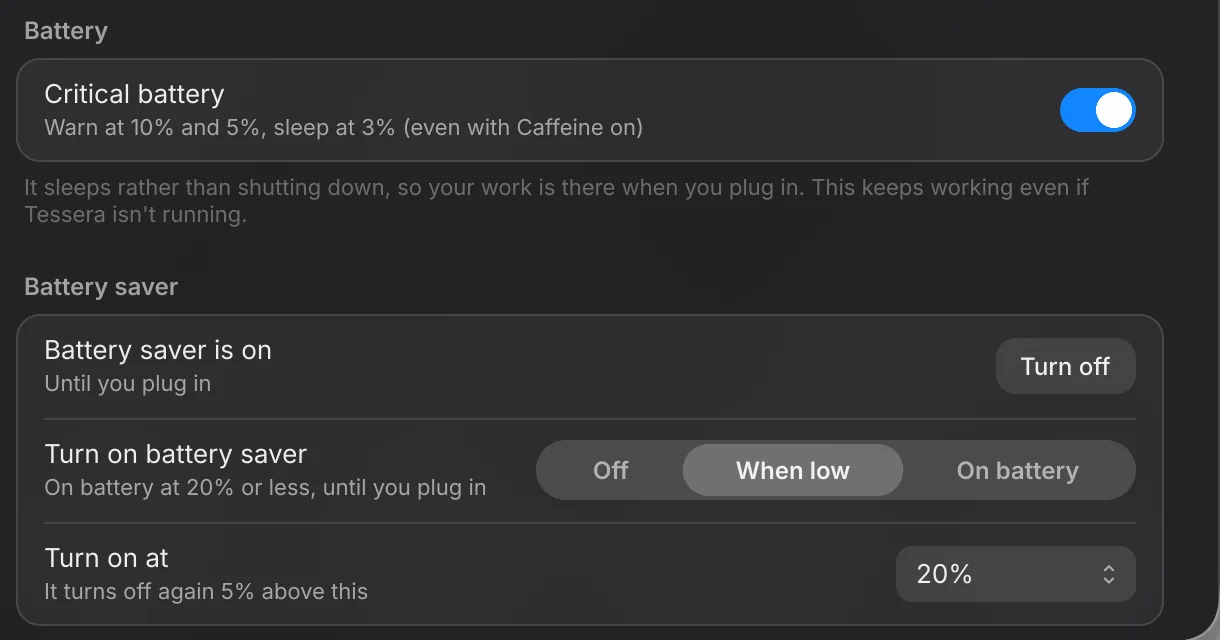 Battery
Critical battery
Warn at 10% and 5%, sleep at 3% (even with Caffeine on)
It sleeps rather than shutting down, so your work is there when you plug in. This keeps working even if
Tessera isn't running.
Battery saver
Battery saver is on
Until you plug in
Turn off
Turn on battery saver
On battery at 20% or less, until you plug in
Off
When low
On battery
Turn on at
It turns off again 5% above this
20%